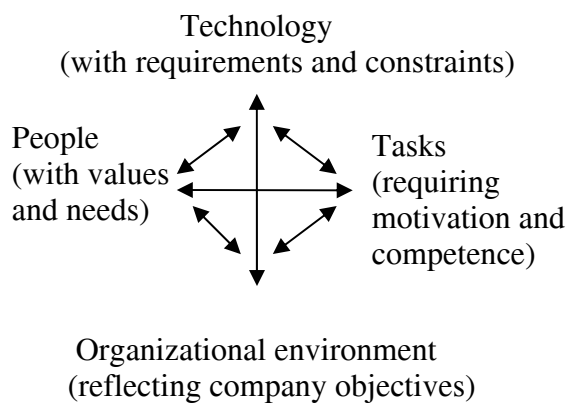 Technology
(with requirements and constraints)
People
(with values
and needs)
Tasks
(requiring
motivation and
competence)
Organizational environment
(reflecting company objectives)